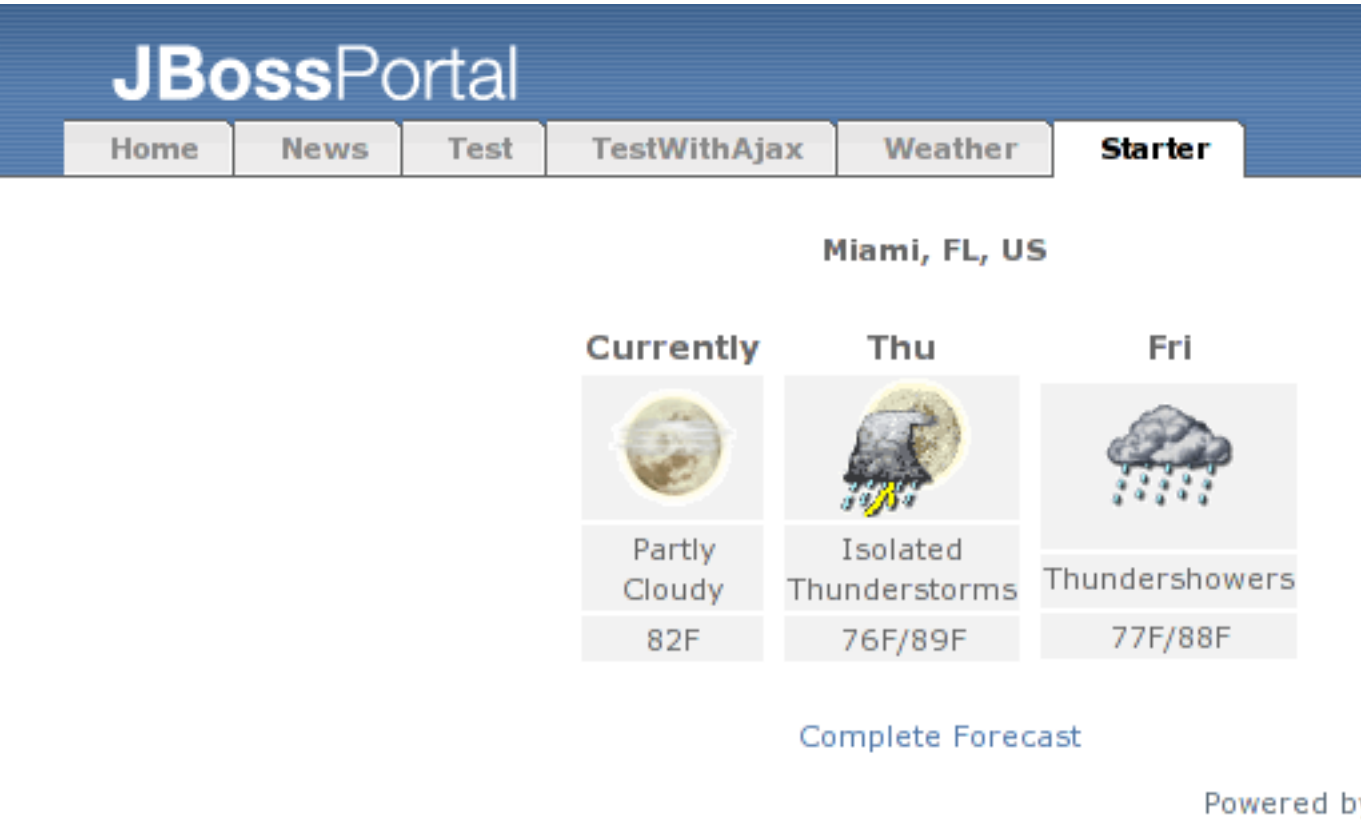 JBossPortal
Home News Test TestWithAjax Weather Starter
Miami, FL, US
Currently Thu Fri
Partly Cloudy
Isolated Thunderstorms
Thundershowers
82F 76F/89F 77F/88F
Complete Forecast
Powered